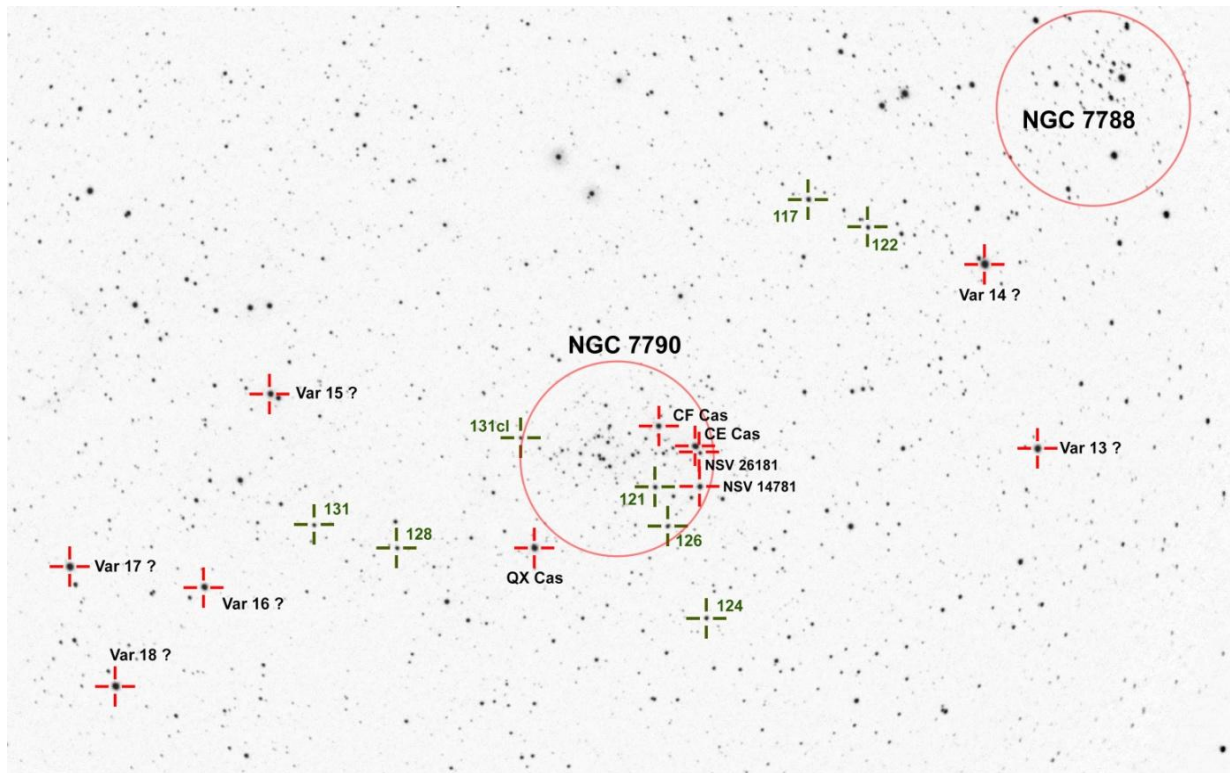 NGC 7788
117
122
Var 14 ?
NGC 7790
Var 15 ?
CF Cas
131cl
CE Cas
Var 13 ?
NSV 26181
121
NSV 14781
131
128
126
Var 17 ?
QX Cas
Var 16 ?
124
Var 18 ?